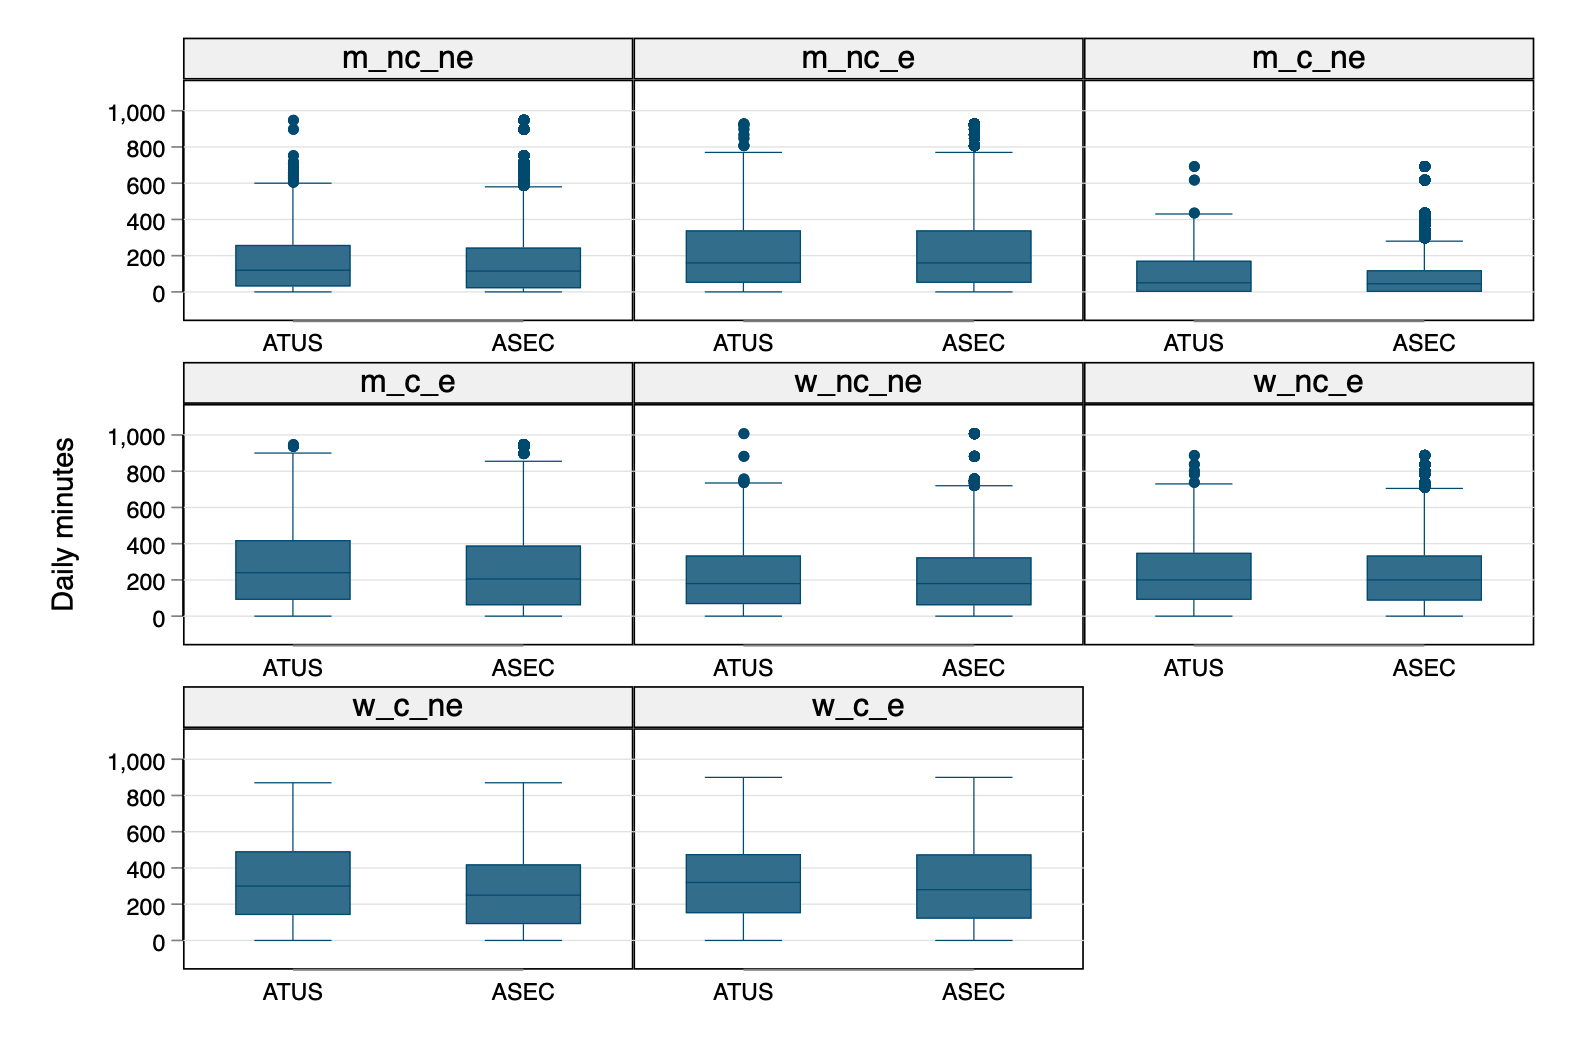 m_nc_ne m_nc_e m_c_ne
1,000
800
600
400
200
0
ATUS ASEC ATUS ASEC ATUS ASEC
m_c_e w_nc_ne w_nc_e
Daily minutes
1,000
800
600
400
200
0
ATUS ASEC ATUS ASEC ATUS ASEC
w_c_ne w_c_e
1,000
800
600
400
200
0
ATUS ASEC ATUS ASEC